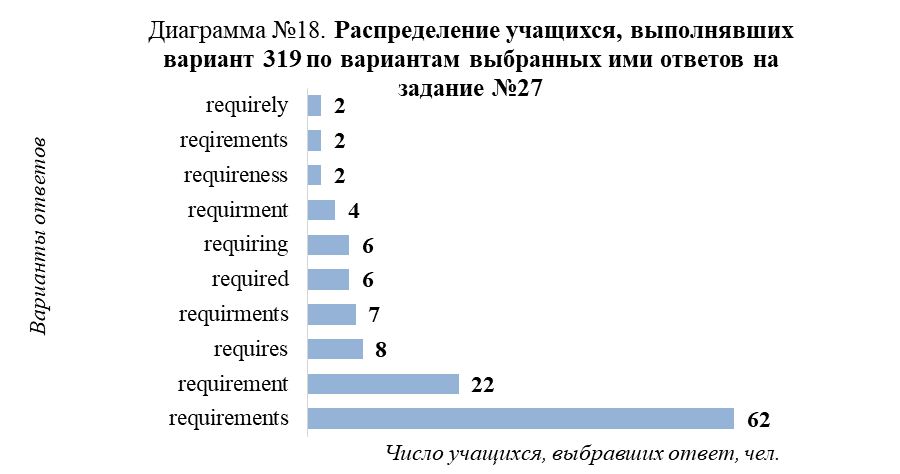 Диаграмма №18. Распределение учащихся, выполнявших
вариант 319 по вариантам выбранных ими ответов на
задание №27
Варианты ответов
requirely 2
reqirements 2
requireness 2
requirment 4
requiring 6
required 6
requirments 7
requires 8
requirement 22
requirements 62
Число учащихся, выбравших ответ, чел.